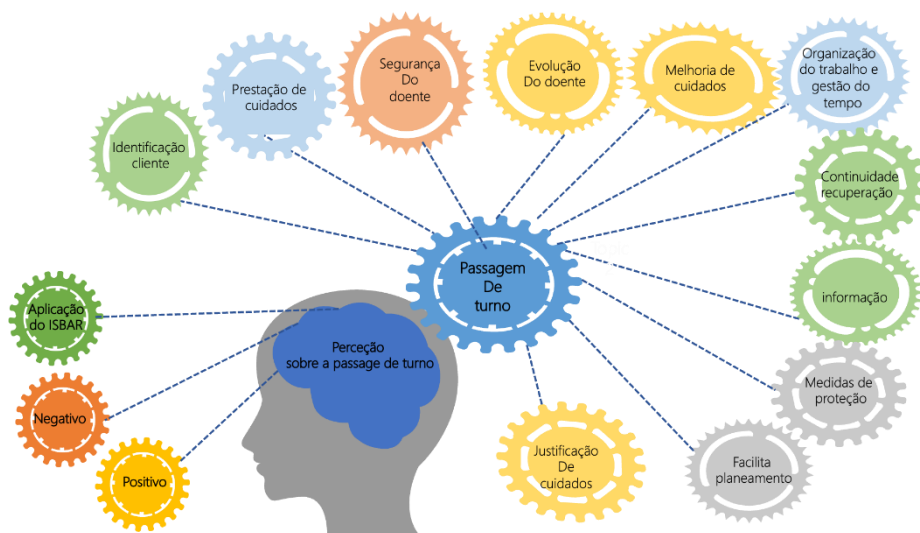 Segurança
Do
doente
Evolução
Do doente
Melhoria de
cuidados
Organização
do trabalho e
gestão do
tempo
Prestação de
cuidados
Identificação
cliente
Continuidade
recuperação
Passagem
De
turno
informação
Aplicação
do ISBAR
Perceção
sobre a passage de turno
Medidas de
proteção
Negativo
Justificação
De
cuidados
Facilita
planeamento
Positivo